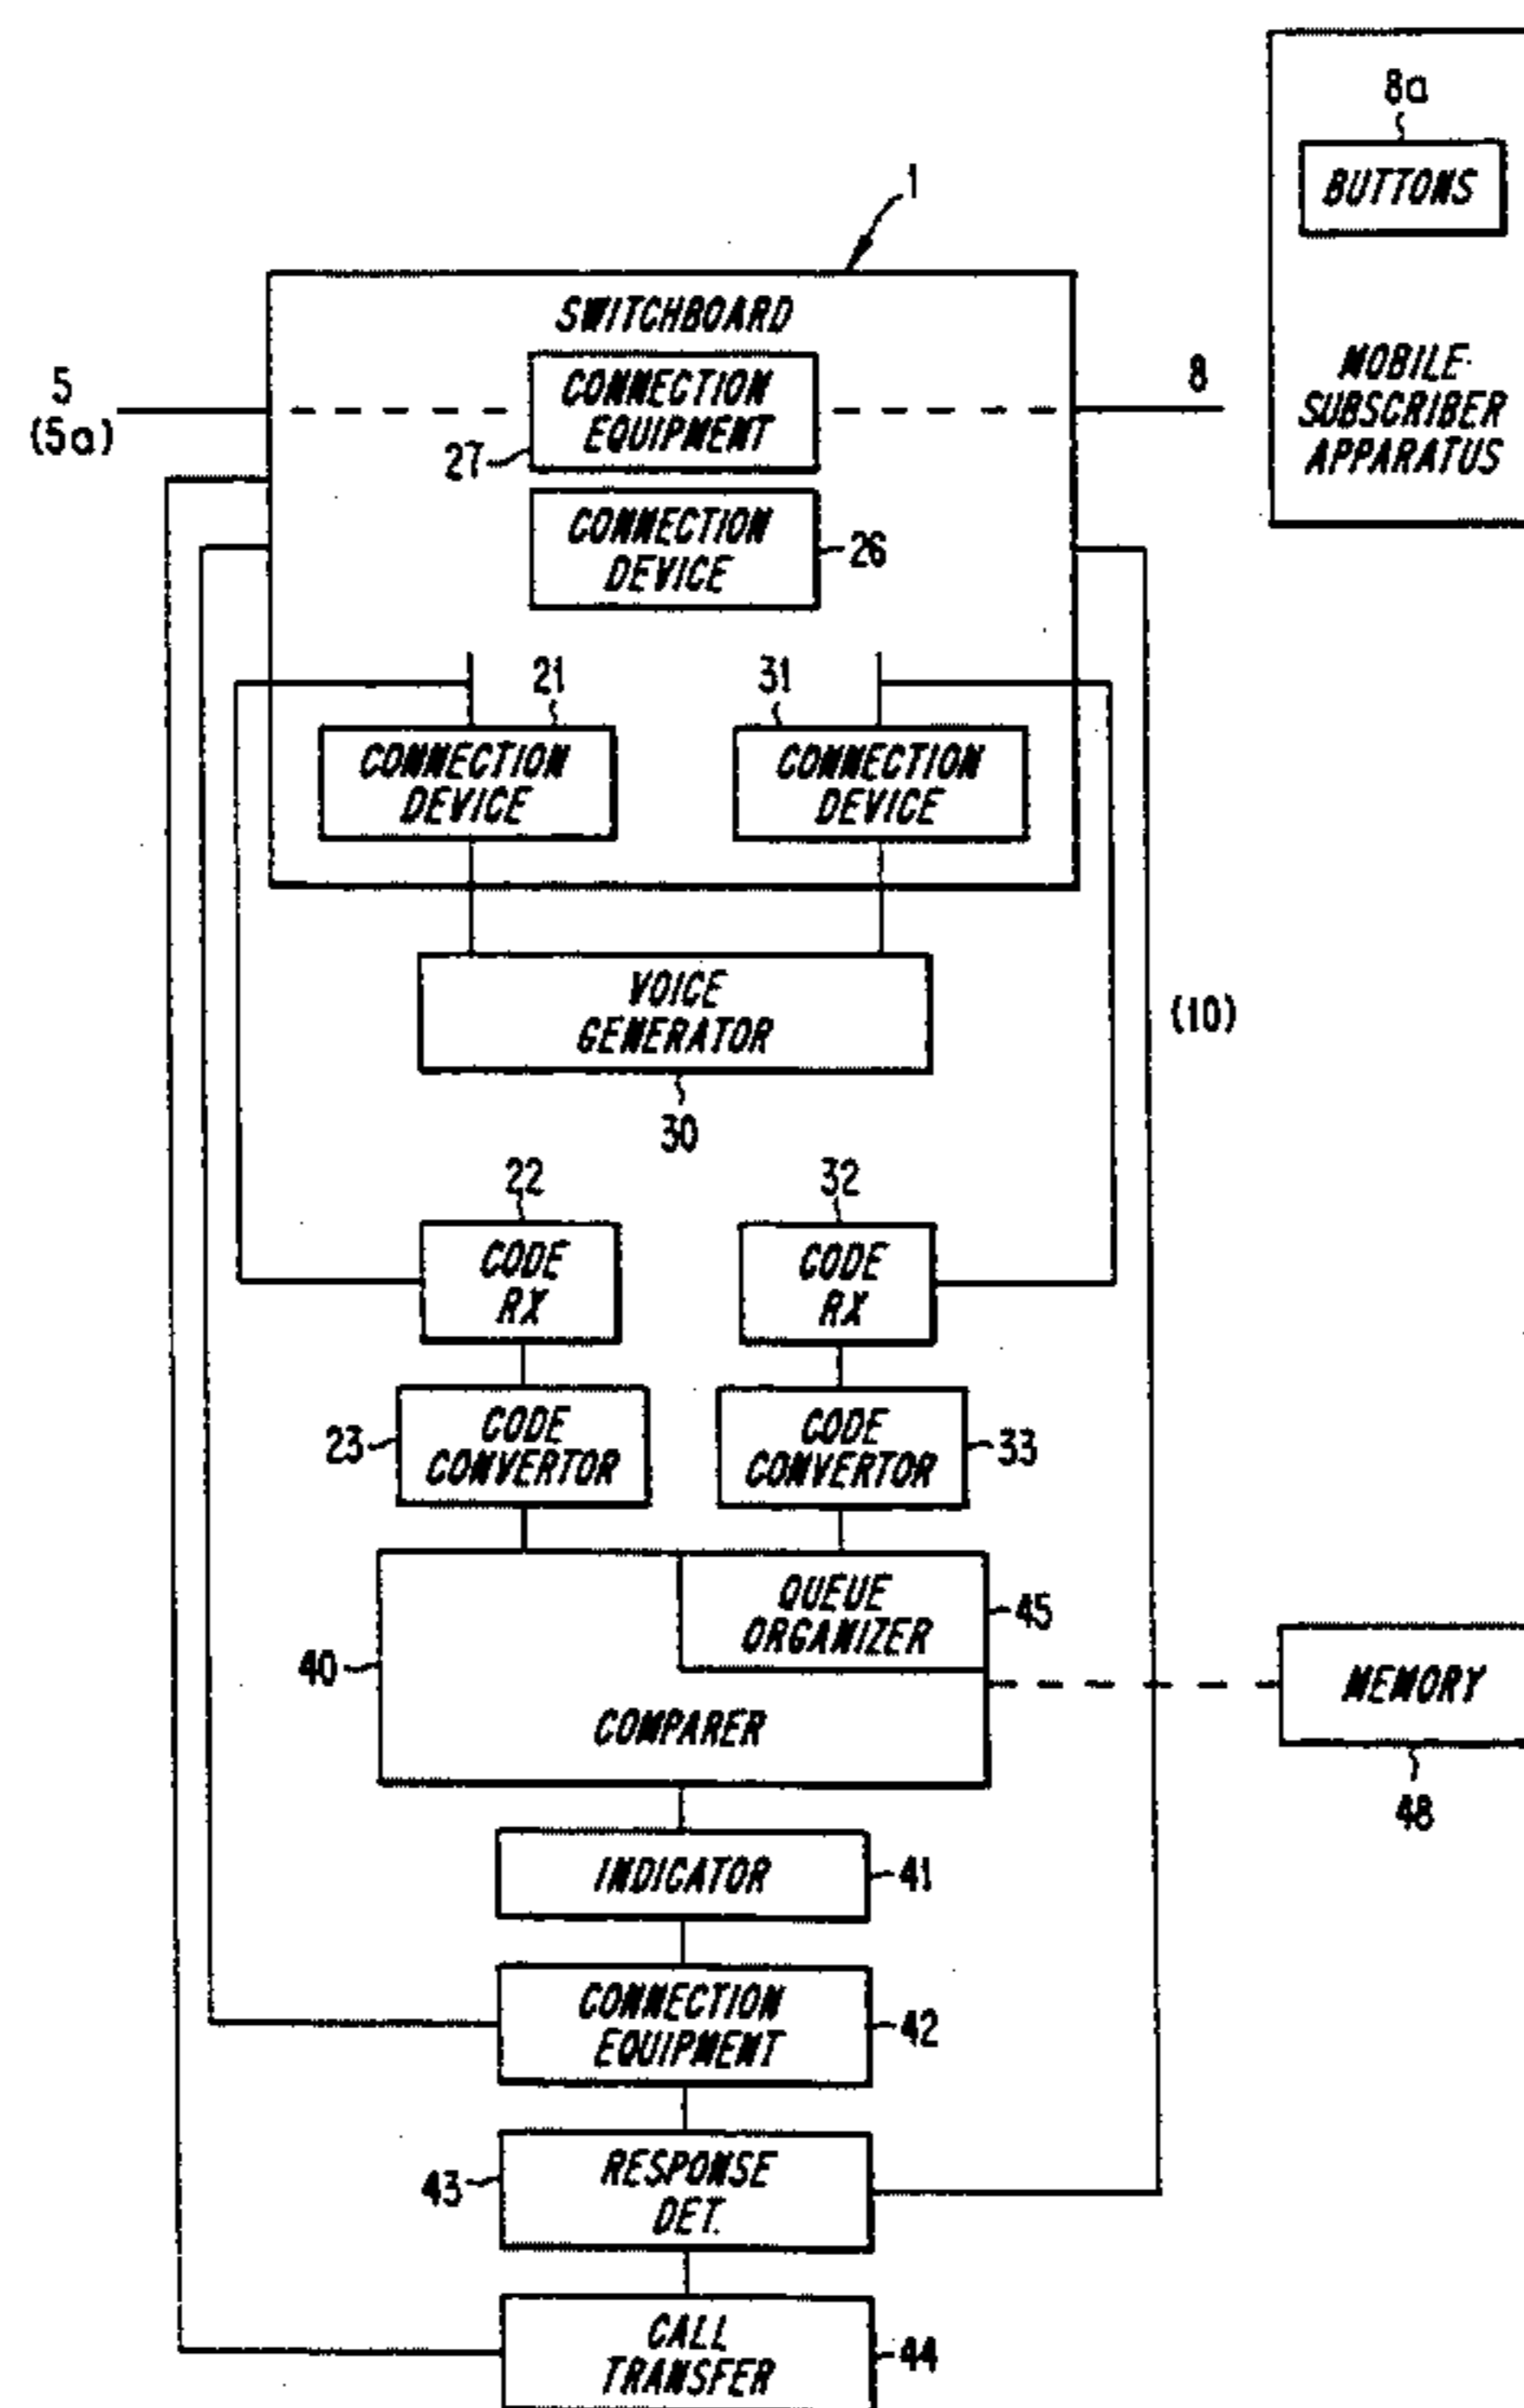 8a
BUTTONS
1
SWITCHBOARD
CONNECTION
EQUIPMENT
5
(5a)
8
27
MOBILE-
SUBSCRIBER
APPARATUS
CONNECTION
DEVICE
26
21
31
CONNECTION
DEVICE
CONNECTION
DEVICE
VOICE
GENERATOR
(10)
30
22
32
CODE
RX
CODE
RX
23
CODE
CONVERTOR
CODE
CONVERTOR
33
QUEUE
ORGANIZER
45
40
COMPARER
MEMORY
48
INDICATOR
41
CONNECTION
EQUIPMENT
42
43
RESPONSE
DET.
CALL
TRANSFER
44